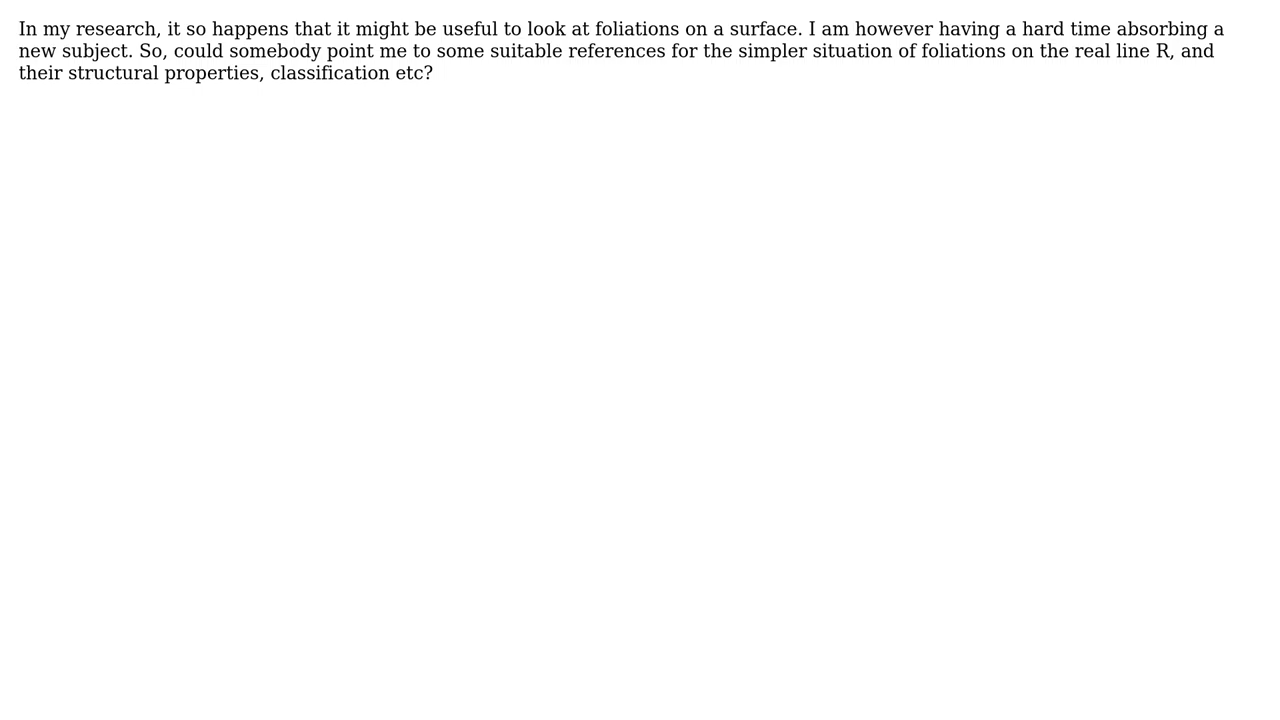 In my research, it so happens that it might be useful to look at foliations on a surface. I am however having a hard time absorbing a
new subject. So, could somebody point me to some suitable references for the simpler situation of foliations on the real line R, and
their structural properties, classification etc?